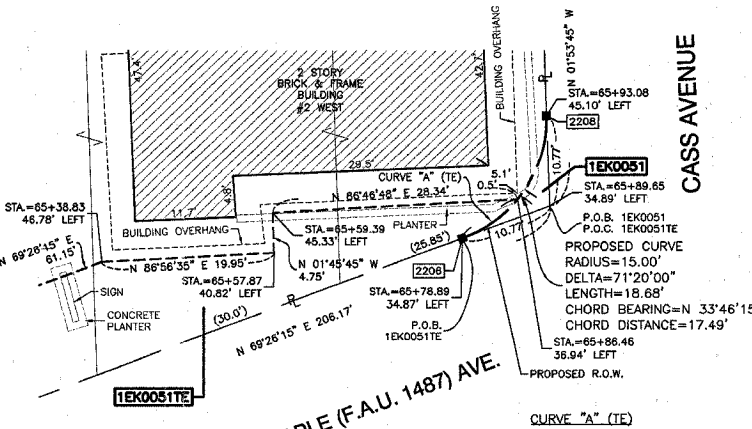 2 STORY
BRICK & FRAME
BUILDING
#2 WEST
47.4'
42.7'
BUILDING OVERHANG
N 01°53'45" W
CASS AVENUE
STA.=65+93.08
45.10' LEFT
2208
10.77'
1EK0051
STA.=65+89.65
34.89' LEFT
P.O.B. 1EK0051
P.O.C. 1EK0051TE
PROPOSED CURVE
RADIUS=15.00'
DELTA=71°20'00"
LENGTH=18.68'
CHORD BEARING=N 33°46'15
CHORD DISTANCE=17.49'
29.5'
CURVE "A" (TE)
5.1'
0.5'
4.8'
N 86°46'48" E 28.34'
11.7'
STA.=65+38.83
46.78' LEFT
BUILDING OVERHANG
STA.=65+59.39
45.33' LEFT
PLANTER
(25.85')
10.77'
N 69°26'15" E
61.15'
N 86°56'35" E 19.95'
N 01°45'45" W
4.75'
STA.=65+57.87
40.82' LEFT
2206
STA.=65+78.89
34.87' LEFT
SIGN
CONCRETE
PLANTER
(30.0')
N 69°26'15" E 206.17'
P.O.B.
1EK0051TE
STA.=65+86.46
36.94' LEFT
PROPOSED R.O.W.
1EK0051TE
PLE (F.A.U. 1487) AVE.
CURVE "A" (TE)